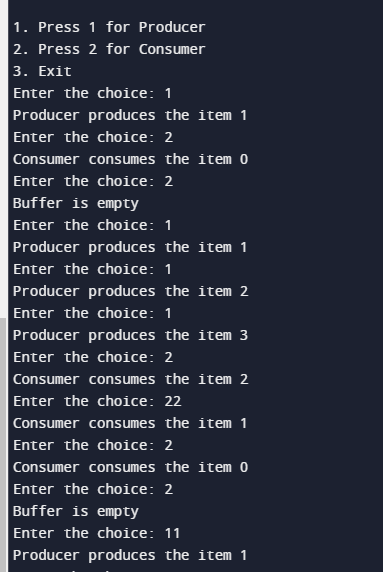 1. Press 1 for Producer
2. Press 2 for Consumer
3. Exit
Enter the choice: 1
Producer produces the item 1
Enter the choice: 2
Consumer consumes the item 0
Enter the choice: 2
Buffer is empty
Enter the choice: 1
Producer produces the item 1
Enter the choice: 1
Producer produces the item 2
Enter the choice: 1
Producer produces the item 3
Enter the choice: 2
Consumer consumes the item 2
Enter the choice: 22
Consumer consumes the item 1
Enter the choice: 2
Consumer consumes the item 0
Enter the choice: 2
Buffer is empty
Enter the choice: 11
Producer produces the item 1